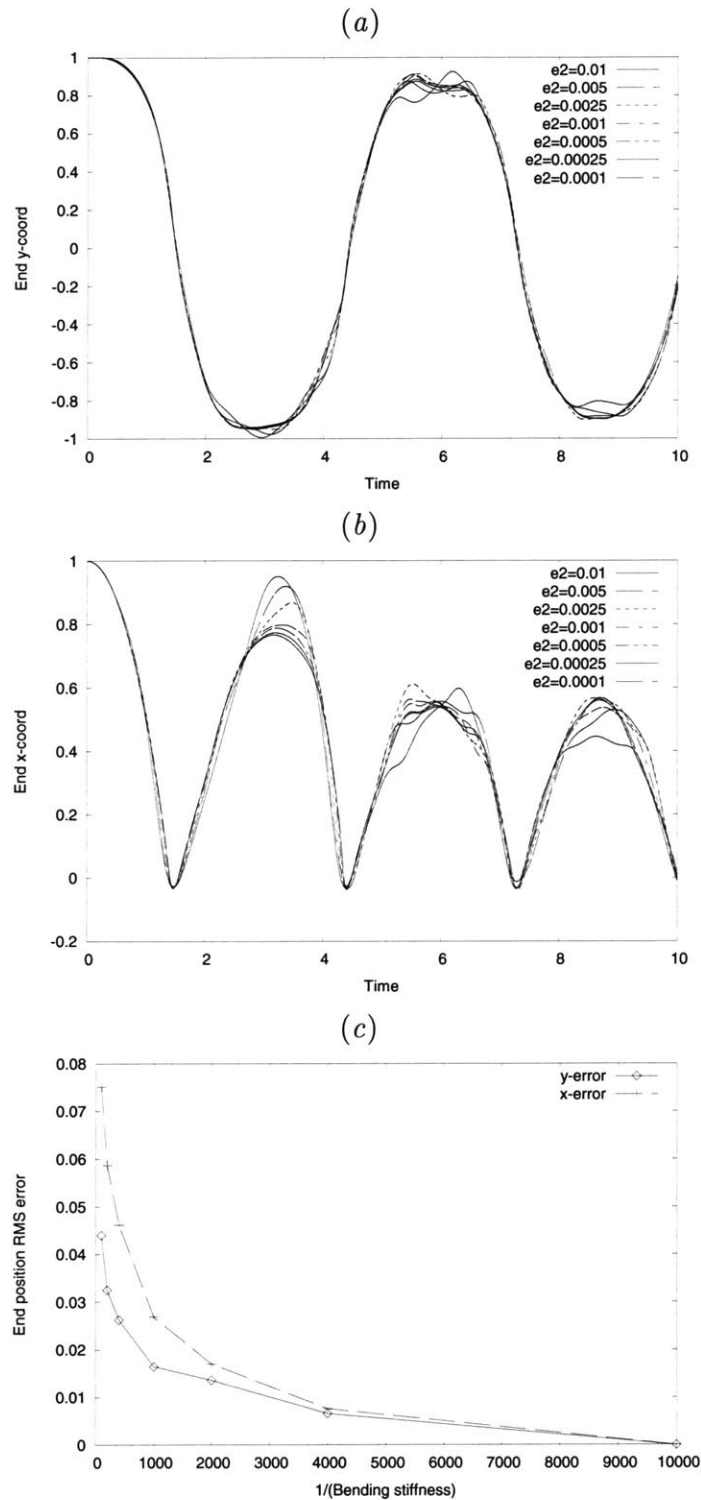 (a)
1
0.8
0.6
0.4
0.2
0
-0.2
-0.4
-0.6
-0.8
-1
End y-coord
e2=0.01
e2=0.005
e2=0.0025
e2=0.001
e2=0.0005
e2=0.00025
e2=0.0001
0 2 4 6 8 10
Time
(b)
1
0.8
0.6
0.4
0.2
0
-0.2
End x-coord
e2=0.01
e2=0.005
e2=0.0025
e2=0.001
e2=0.0005
e2=0.00025
e2=0.0001
0 2 4 6 8 10
Time
(c)
0.08
0.07
0.06
0.05
0.04
0.03
0.02
0.01
0
End position RMS error
y-error
x-error
0 1000 2000 3000 4000 5000 6000 7000 8000 9000 10000
1/(Bending stiffness)